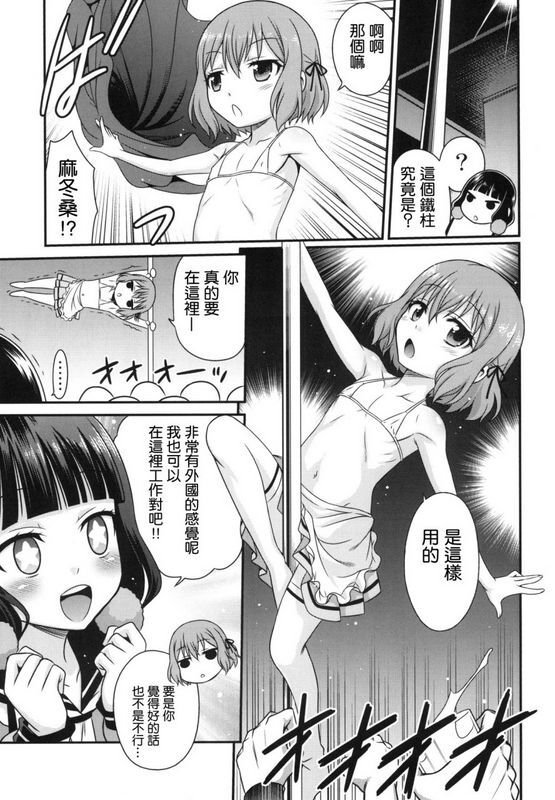 ？
這個鐵柱
究竟是?
啊啊
那個嘛
ばっ
麻冬桑!?
是這樣
用的
オオオオ
你
真的要
在這裡ー
……
オオオオーッ
非常有外國的感覺呢
我也可以
在這裡工作對吧!!
要是你
覺得好的話
也不是不行…